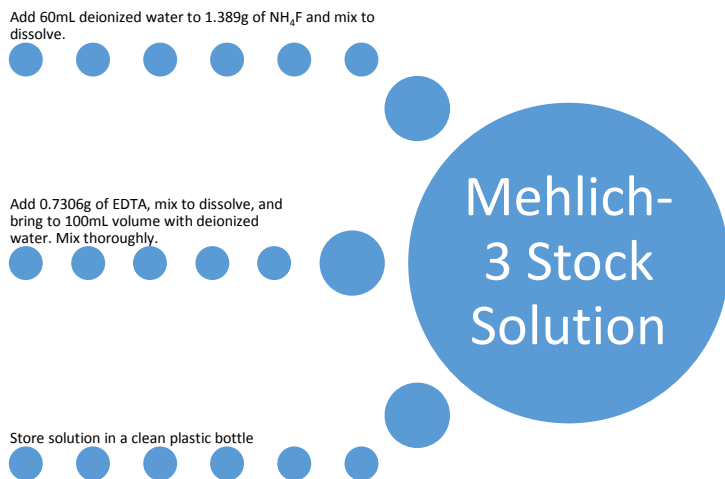 Add 60mL deionized water to 1.389g of NH₄F and mix to
dissolve.
Add 0.7306g of EDTA, mix to dissolve, and
bring to 100mL volume with deionized
water. Mix thoroughly.
Store solution in a clean plastic bottle
Mehlich-
3 Stock
Solution